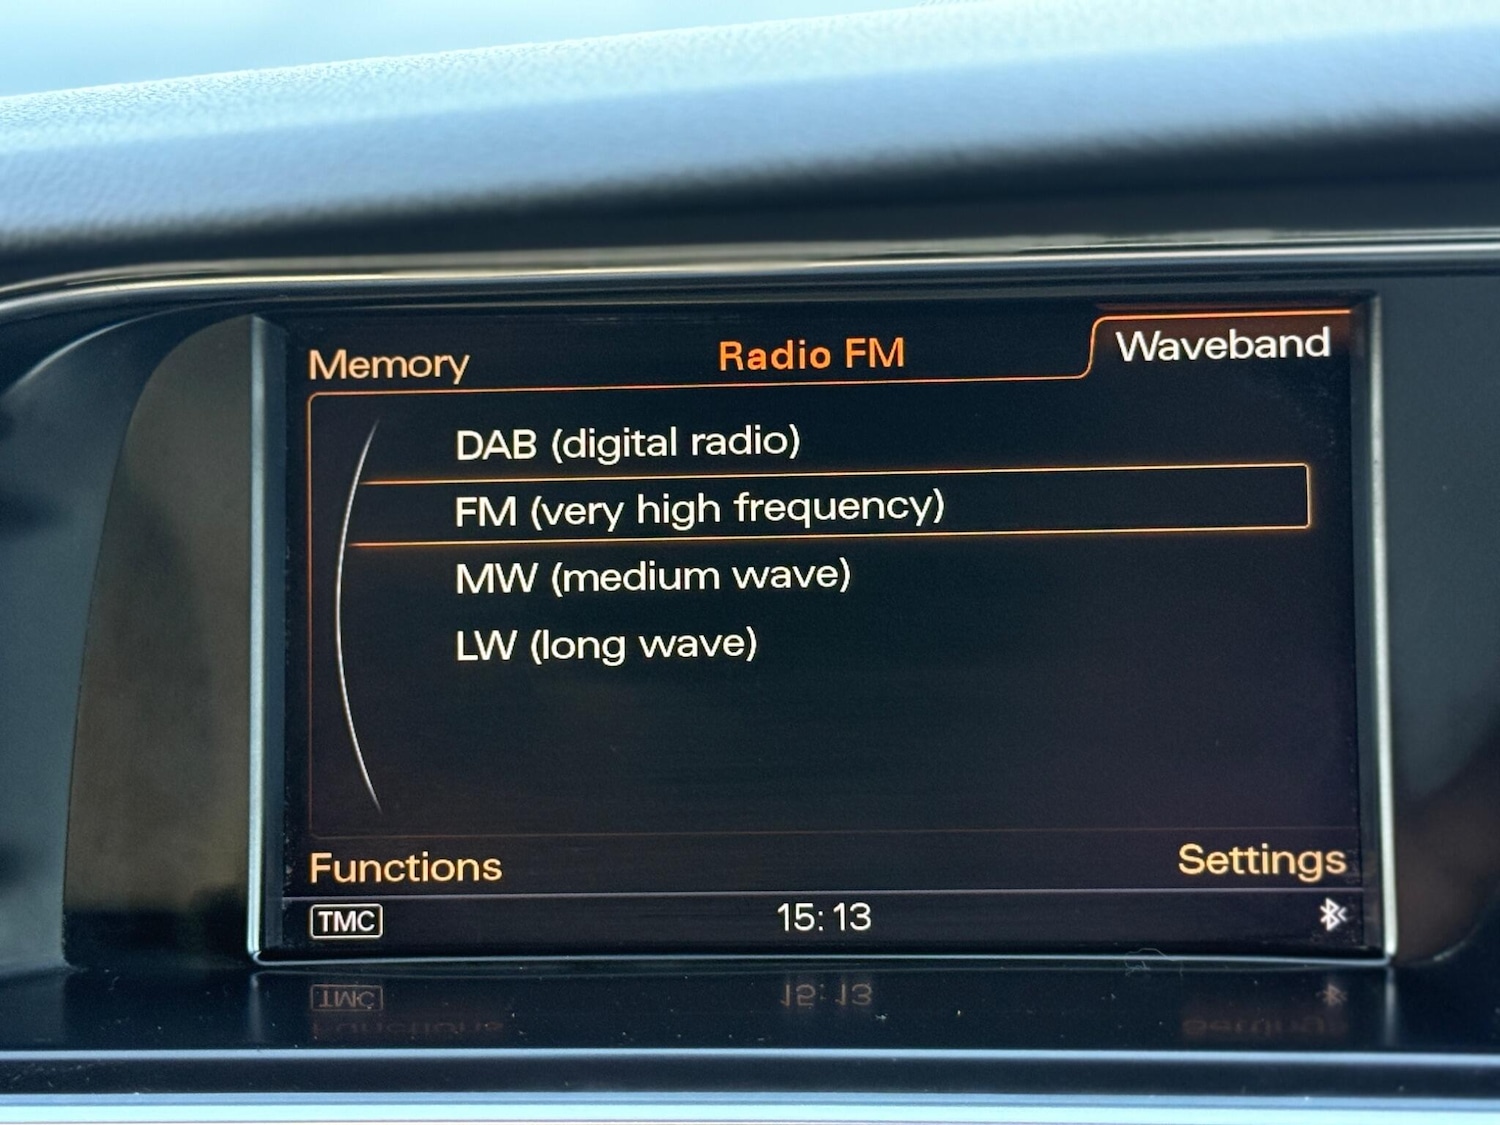 Memory Radio FM Waveband
DAB (digital radio)
FM (very high frequency)
MW (medium wave)
LW (long wave)
Functions Settings
TMC 15:13